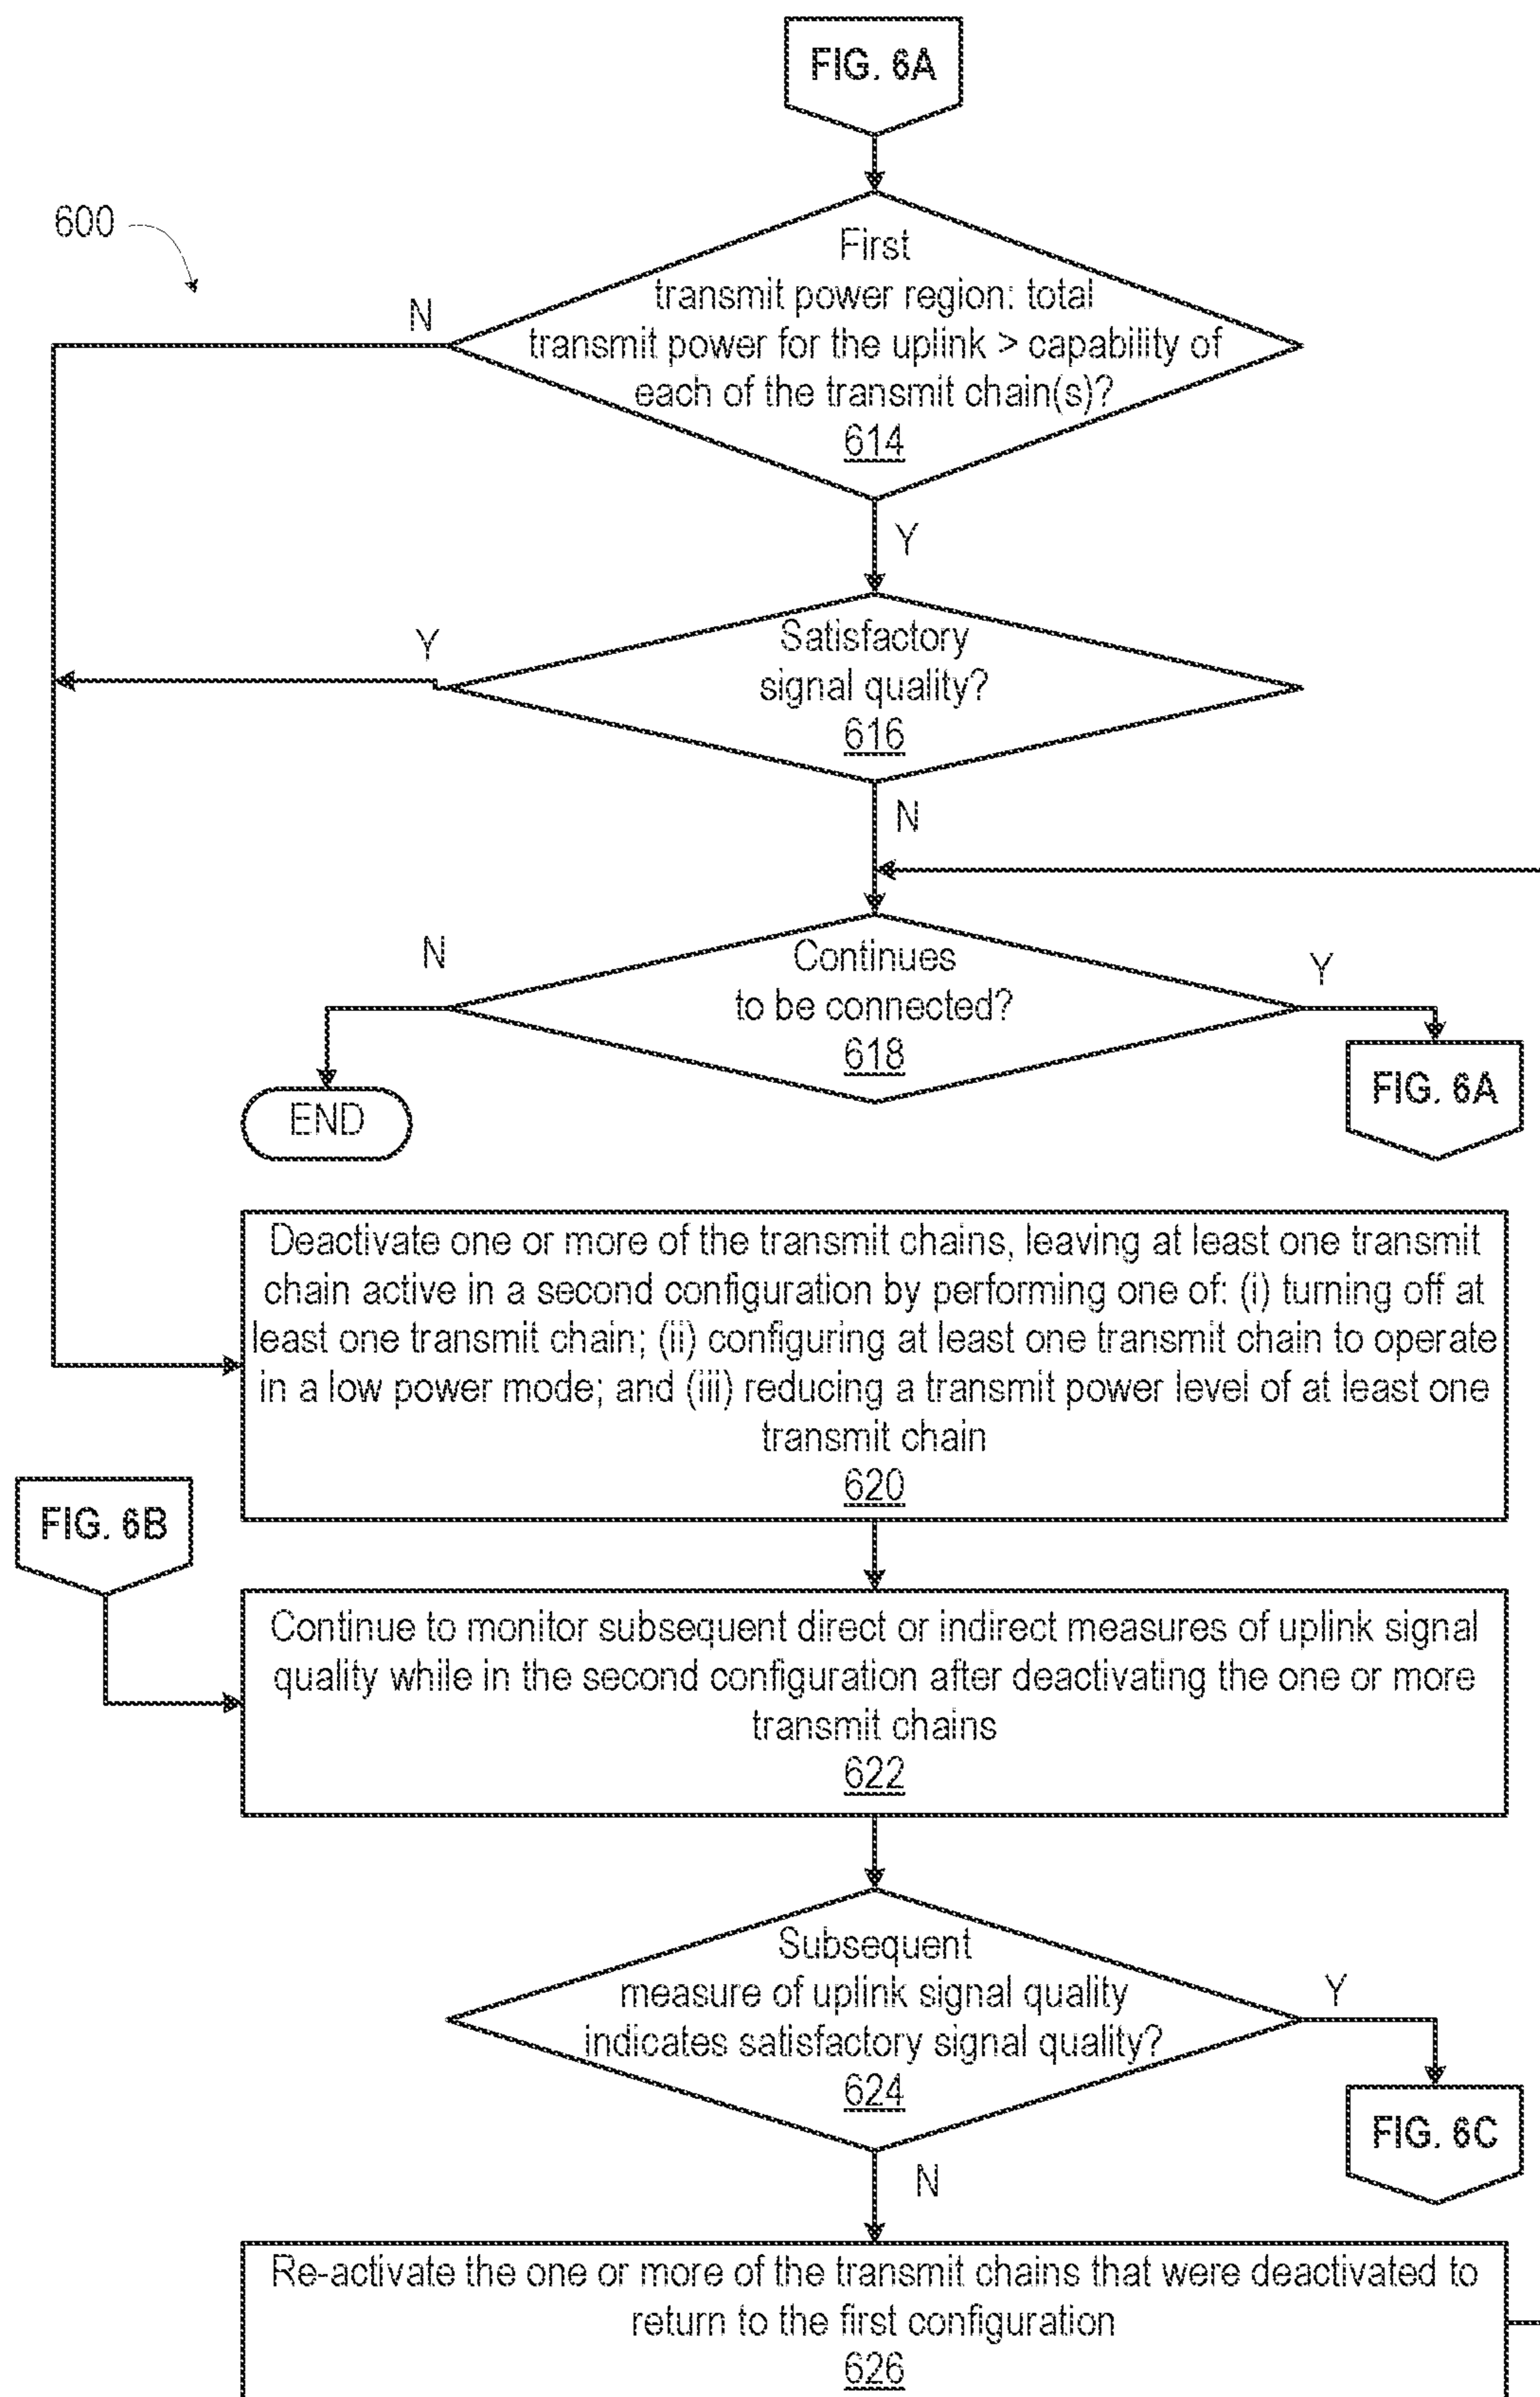 FIG. 6A
600
First
transmit power region: total
transmit power for the uplink > capability of
each of the transmit chain(s)?
614
N
Y
Satisfactory
signal quality?
616
Y
N
Continues
to be connected?
618
N
Y
END
FIG. 6A
Deactivate one or more of the transmit chains, leaving at least one transmit
chain active in a second configuration by performing one of: (i) turning off at
least one transmit chain; (ii) configuring at least one transmit chain to operate
in a low power mode; and (iii) reducing a transmit power level of at least one
transmit chain
620
FIG. 6B
Continue to monitor subsequent direct or indirect measures of uplink signal
quality while in the second configuration after deactivating the one or more
transmit chains
622
Subsequent
measure of uplink signal quality
indicates satisfactory signal quality?
624
Y
FIG. 6C
N
Re-activate the one or more of the transmit chains that were deactivated to
return to the first configuration
626